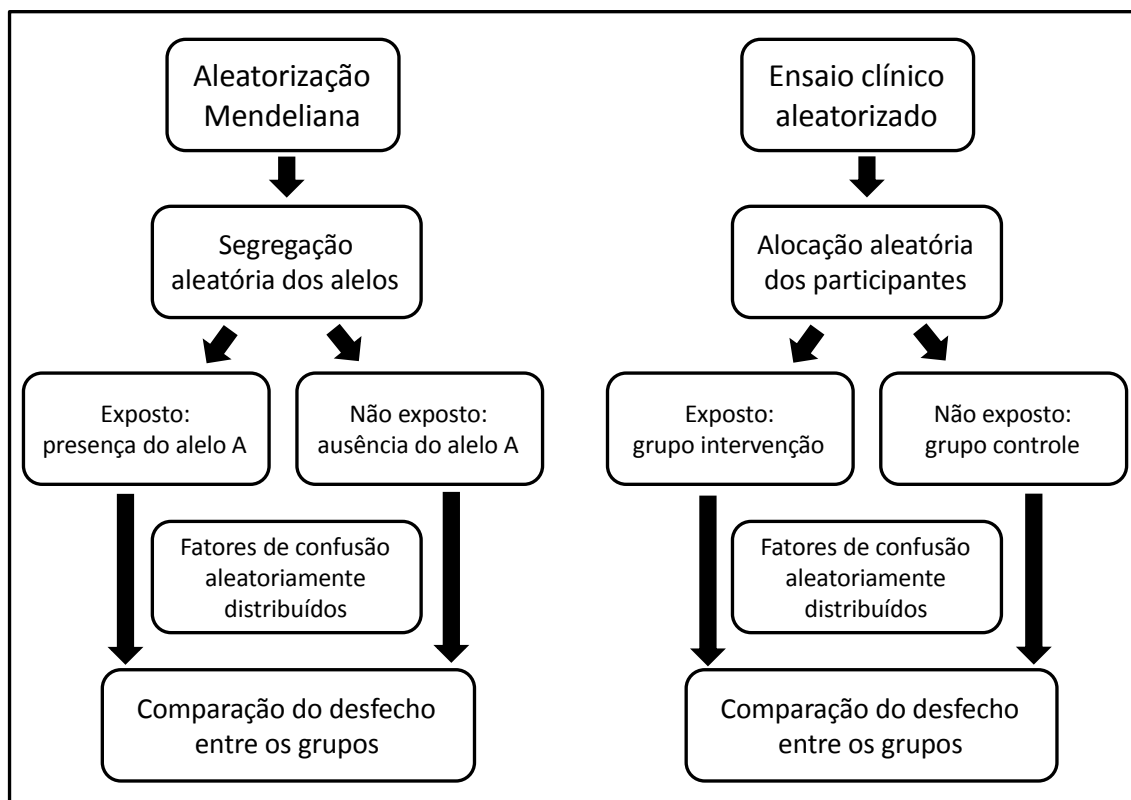 Aleatorização
Mendeliana
Segregação
aleatória dos alelos
Exposto:
presença do alelo A
Não exposto:
ausência do alelo A
Fatores de confusão
aleatoriamente
distribuídos
Comparação do desfecho
entre os grupos
Ensaio clínico
aleatorizado
Alocação aleatória
dos participantes
Exposto:
grupo intervenção
Não exposto:
grupo controle
Fatores de confusão
aleatoriamente
distribuídos
Comparação do desfecho
entre os grupos